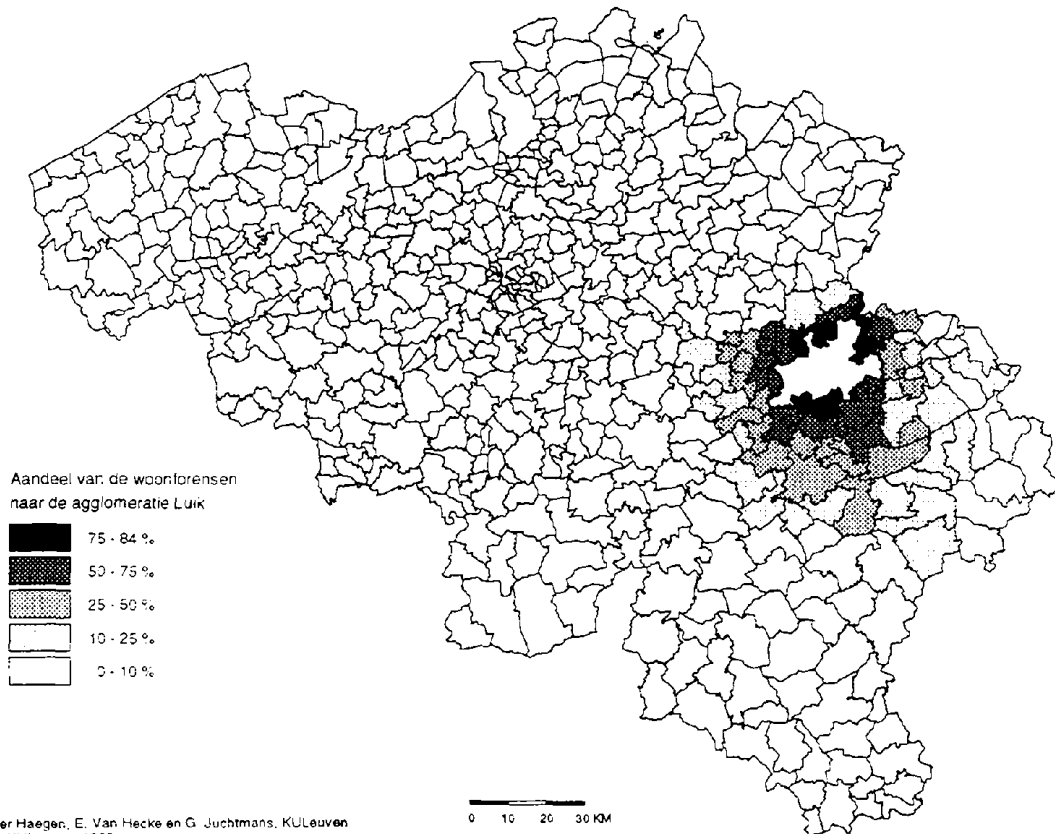 Aandeel van de woonforensen
naar de agglomeratie Luik
75 - 84 %
50 - 75 %
25 - 50 %
10 - 25 %
0 - 10 %
0 10 20 30 KM
er Haegen, E. Van Hecke en G. Juchtmans, KULeuven